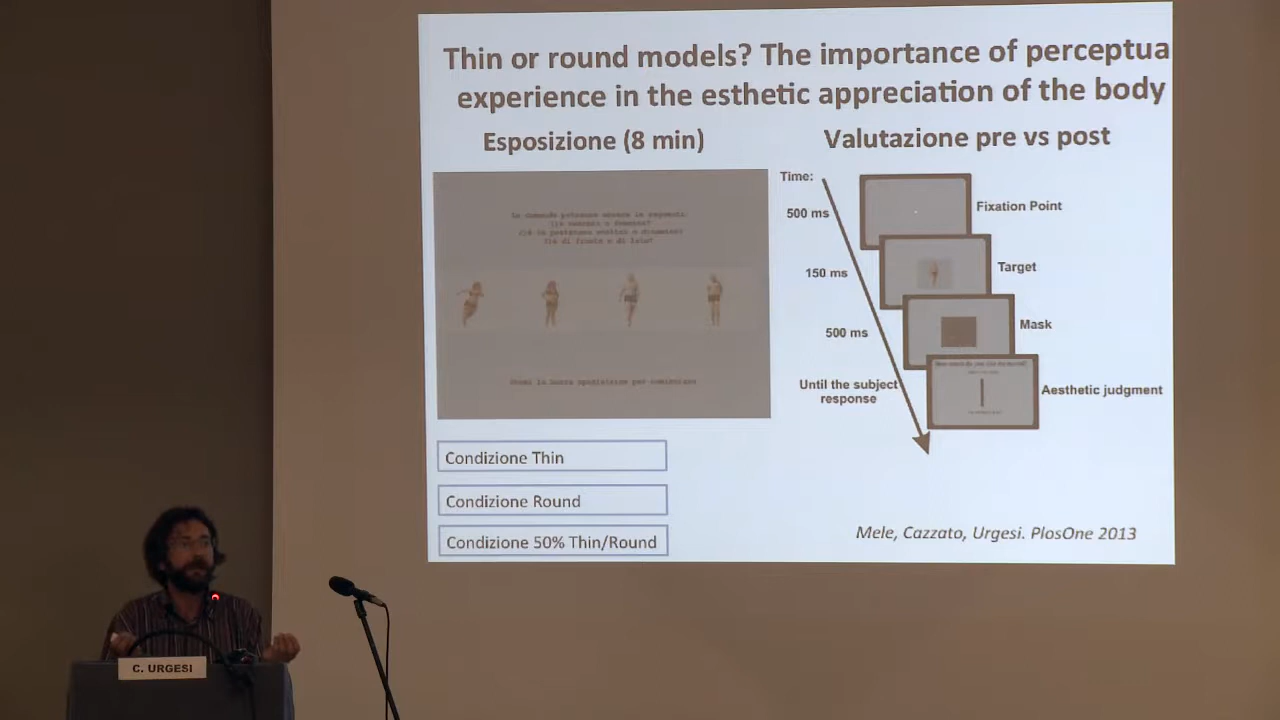 Thin or round models? The importance of perceptua
experience in the esthetic appreciation of the body
Esposizione (8 min)
Valutazione pre vs post
Time:
500 ms
Fixation Point
150 ms
Target
500 ms
Mask
Until the subject
response
Aesthetic judgment
Condizione Thin
Condizione Round
Condizione 50% Thin/Round
Mele, Cazzato, Urgesi. PlosOne 2013
C. URGESI